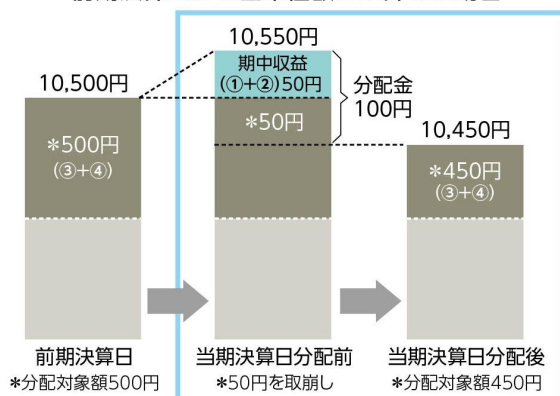 10,550円
期中収益
(①+②)50円
分配金
100円
10,500円
*500円
(③+④)
*50円
10,450円
*450円
(③+④)
前期決算日
*分配対象額500円
当期決算日分配前
*50円を取崩し
当期決算日分配後
*分配対象額450円